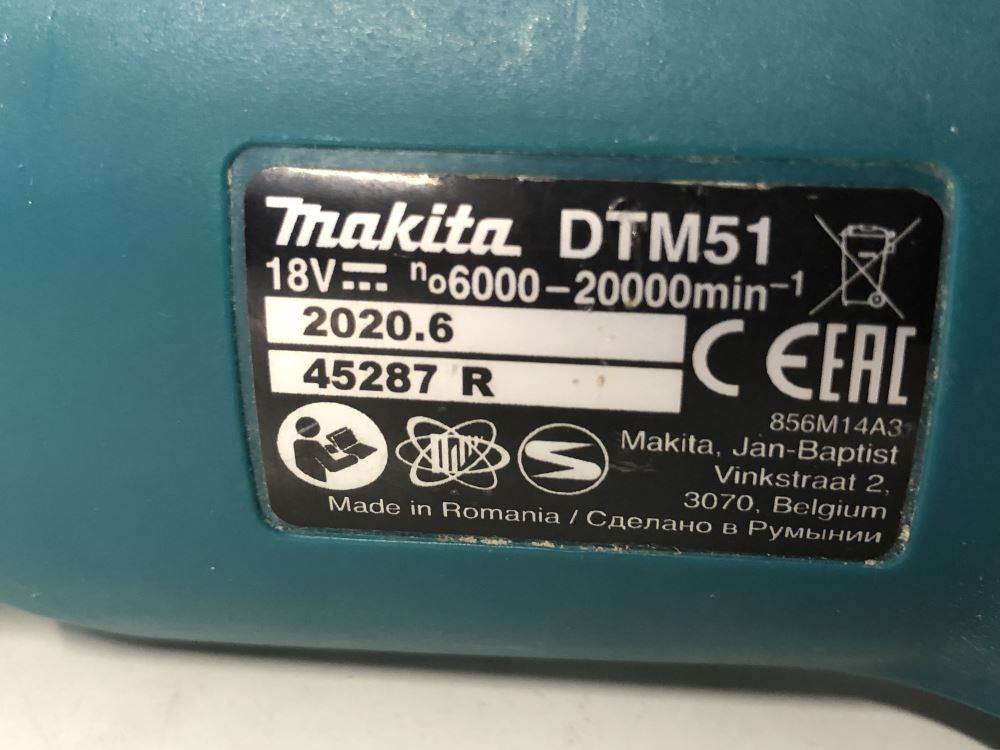 makita DTM51
18V⎓ n₀6000–20000min⁻¹
2020.6
45287 R
CE EAC
856M14A3
Makita, Jan-Baptist
Vinkstraat 2,
3070, Belgium
Made in Romania / Сделано в Румынии